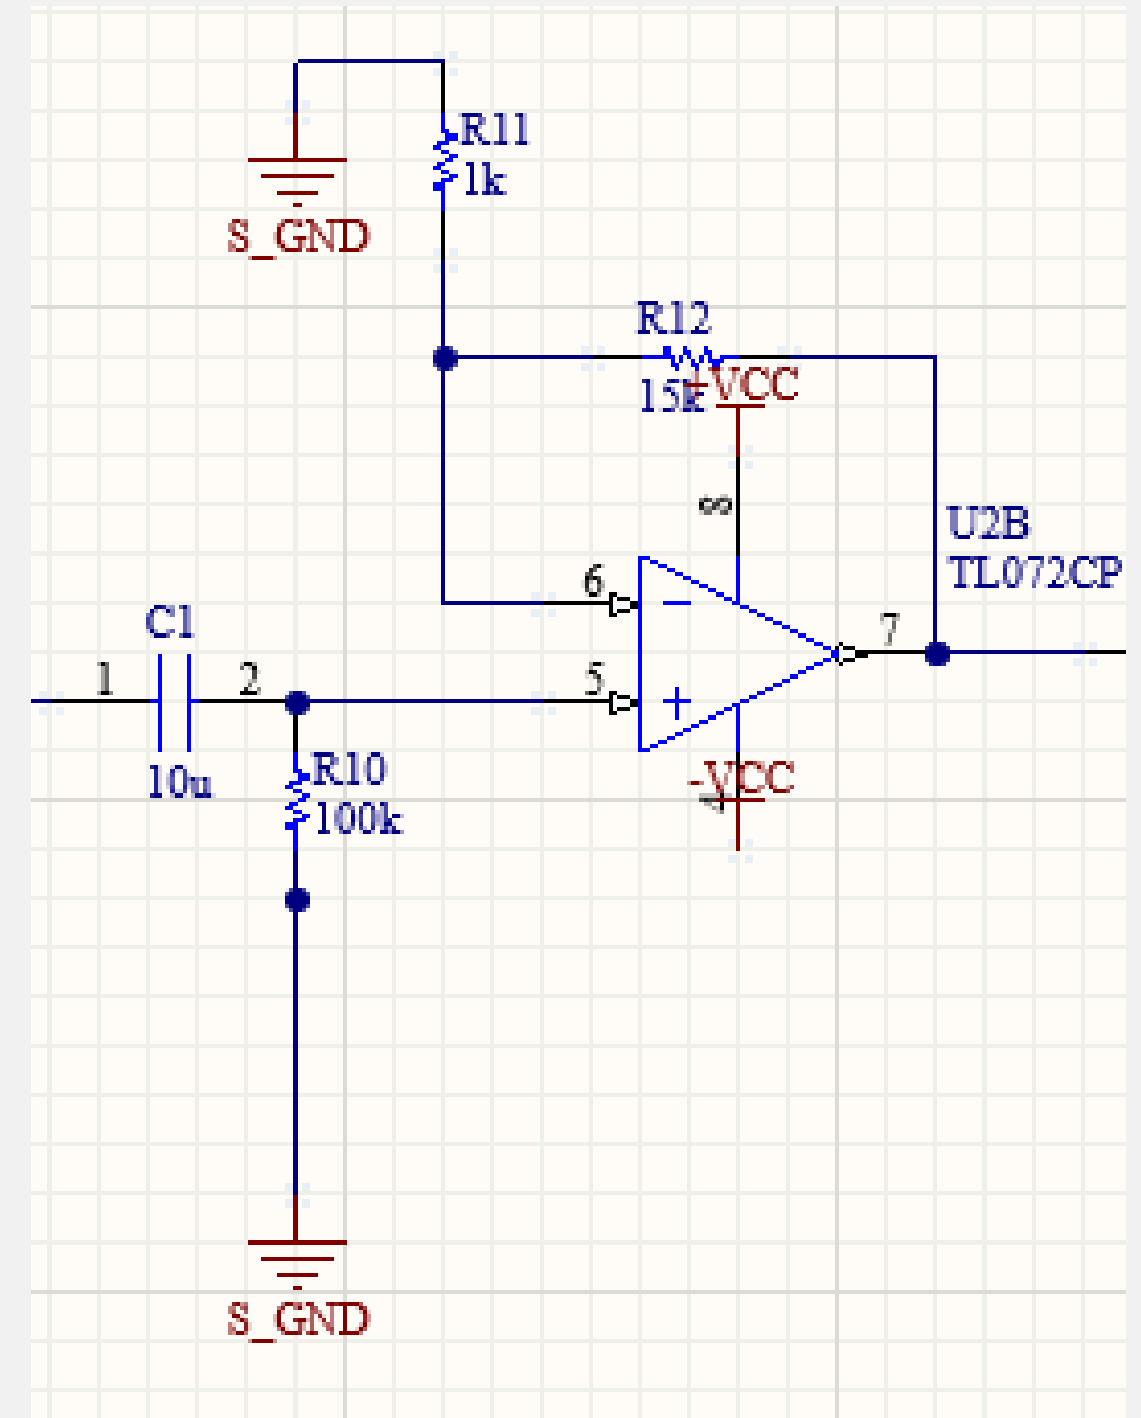 R11
1k
S_GND
R12
15k
+VCC
8
U2B
TL072CP
6
7
C1
1
2
5
10u
R10
100k
-VCC
4
S_GND